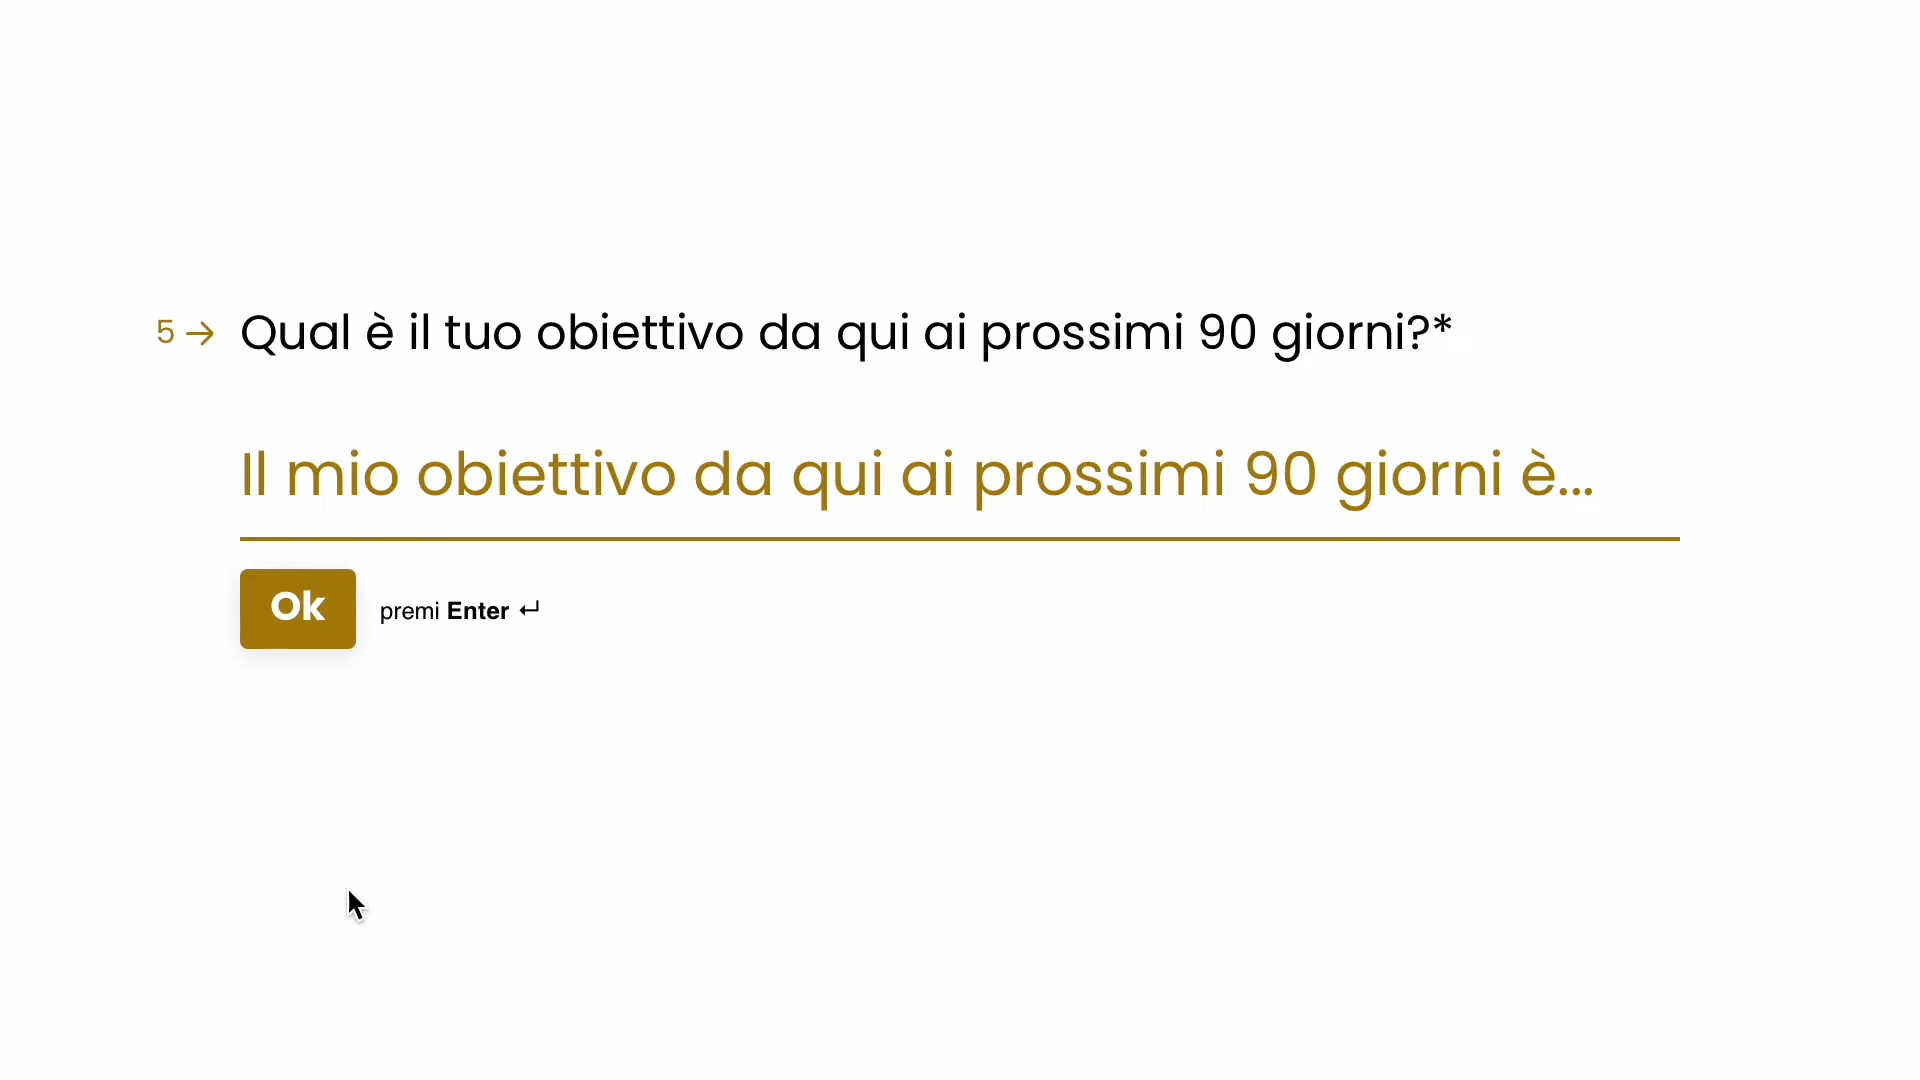 5 → Qual è il tuo obiettivo da qui ai prossimi 90 giorni?*
Il mio obiettivo da qui ai prossimi 90 giorni è...
Ok
premi Enter ↵